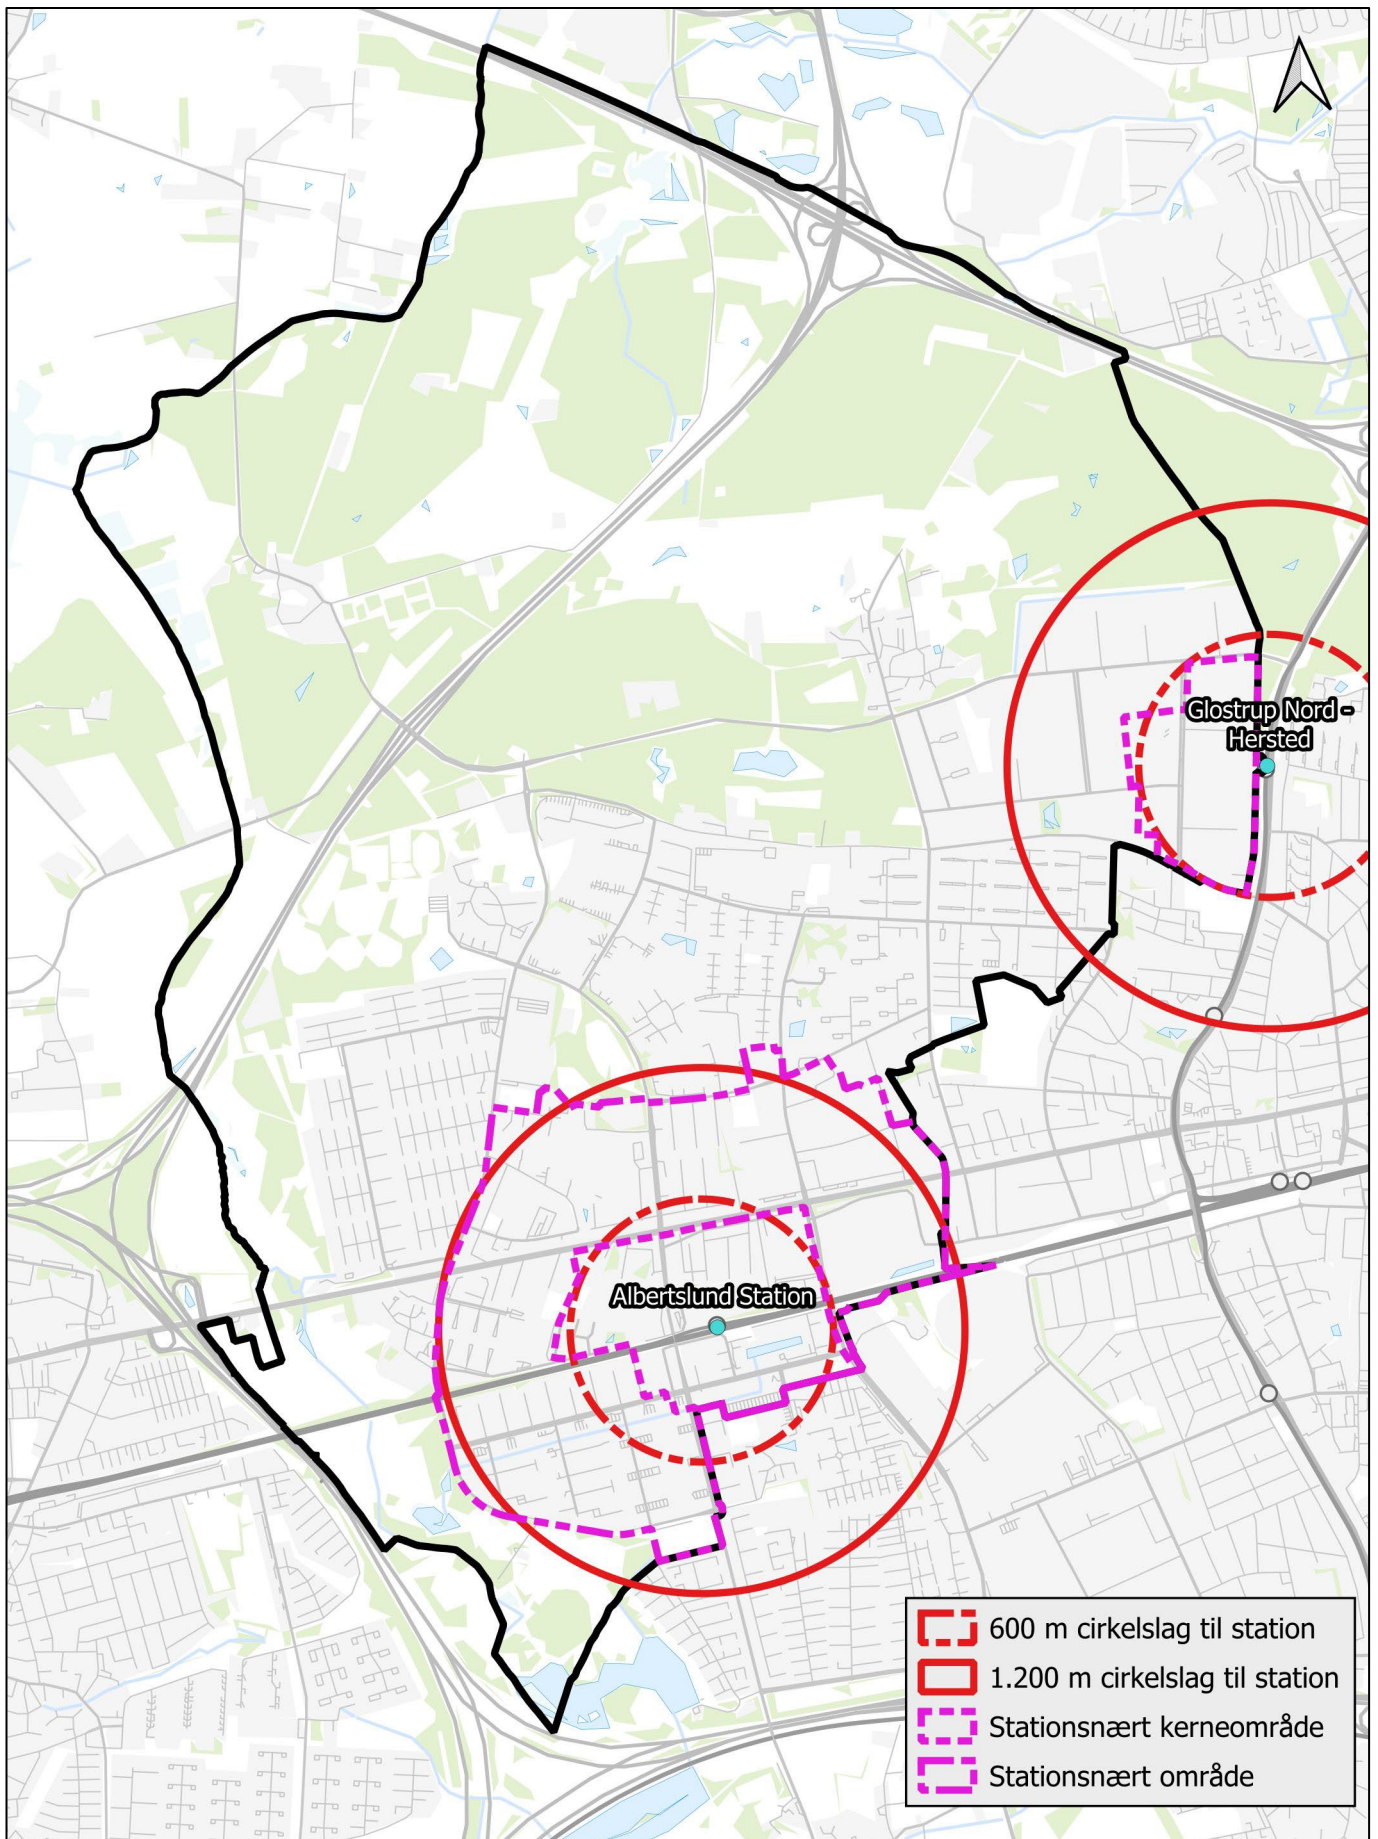 Glostrup Nord -
Hersted
Albertslund Station
600 m cirkelslag til station
1.200 m cirkelslag til station
Stationsnært kerneområde
Stationsnært område